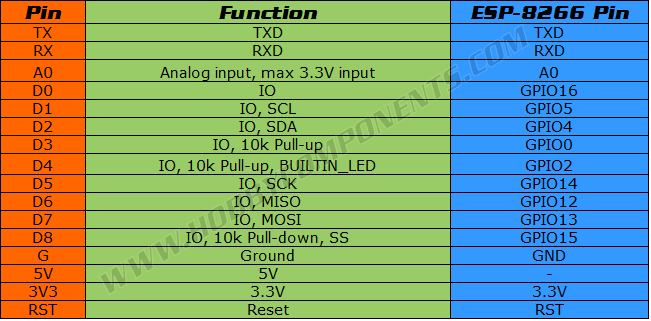 Pin Function ESP-8266 Pin
TX TXD TXD
RX RXD RXD
A0 Analog input, max 3.3V input A0
D0 IO GPIO16
D1 IO, SCL GPIO5
D2 IO, SDA GPIO4
D3 IO, 10k Pull-up GPIO0
D4 IO, 10k Pull-up, BUILTIN_LED GPIO2
D5 IO, SCK GPIO14
D6 IO, MISO GPIO12
D7 IO, MOSI GPIO13
D8 IO, 10k Pull-down, SS GPIO15
G Ground GND
5V 5V -
3V3 3.3V 3.3V
RST Reset RST
WWW.HOBBYCOMPONENTS.COM